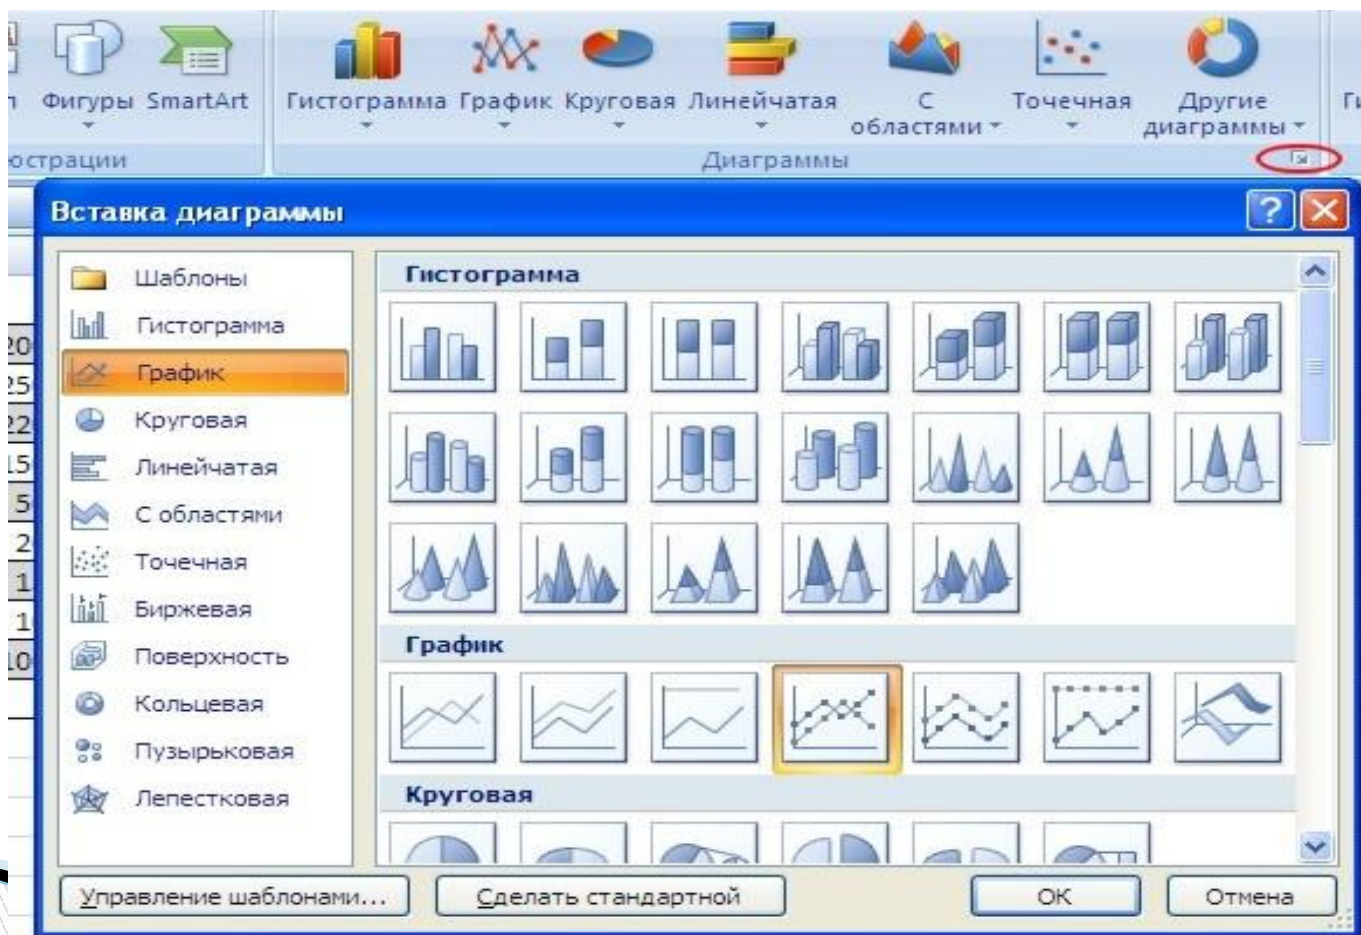 Фигуры SmartArt Гистограмма График Круговая Линейчатая С областями Точечная Другие диаграммы
Диаграммы
Вставка диаграммы
Шаблоны
Гистограмма
График
Круговая
Линейчатая
С областями
Точечная
Биржевая
Поверхность
Кольцевая
Пузырьковая
Лепестковая
Гистограмма
График
Круговая
Управление шаблонами...
Сделать стандартной
ОК
Отмена